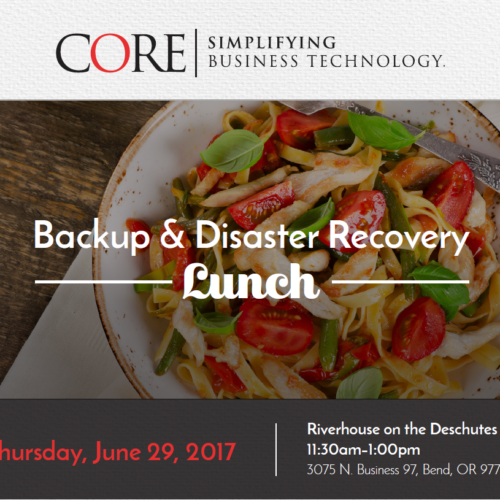 CORE
SIMPLIFYING
BUSINESS TECHNOLOGY.
Backup & Disaster Recovery
Lunch
hursday, June 29, 2017
Riverhouse on the Deschutes
11:30am–1:00pm
3075 N. Business 97, Bend, OR 977